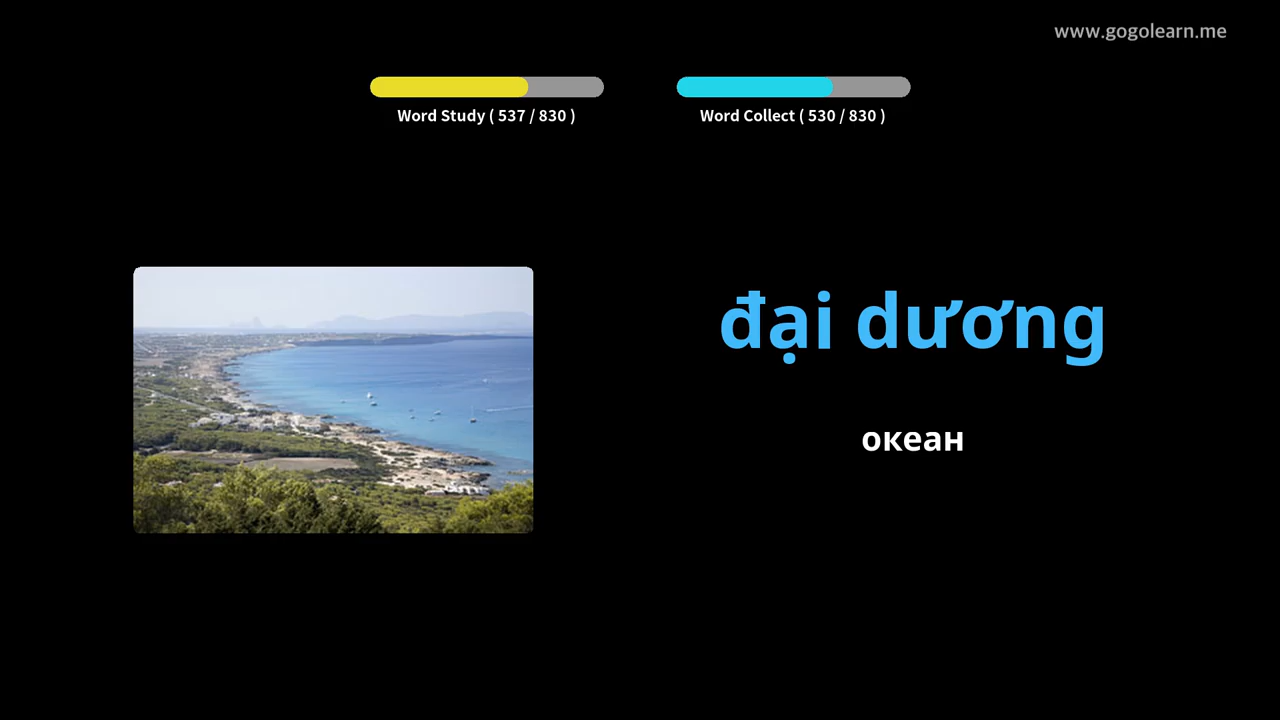 www.gogolearn.me
Word Study ( 537 / 830 )
Word Collect ( 530 / 830 )
đại dương
океан